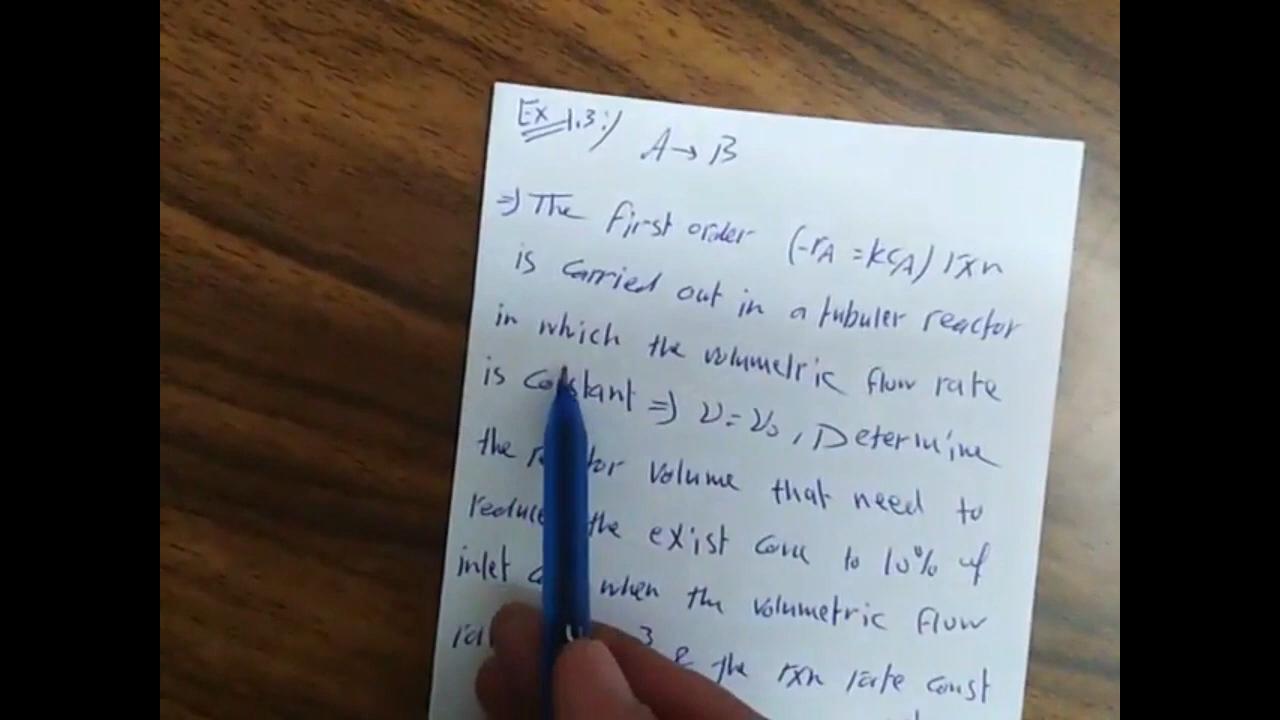 Ex 1.3:) A → B
⇒ The first order (-rA = kCA) rxn
is carried out in a tubuler reactor
in which the volumetric flow rate
is constant ⇒ υ = υ₀, Determine
the volume that need to
reduce the exist conc to 10% of
inlet when the volumetric flow
3 & the rxn rate const